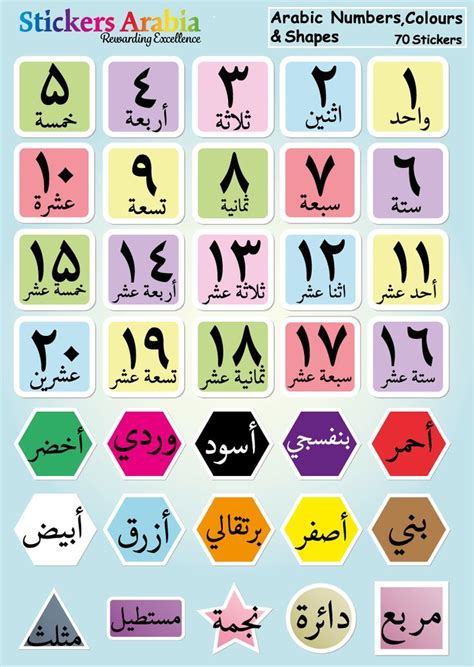 Stickers Arabia
Rewarding Excellence
Arabic Numbers,Colours
& Shapes
70 Stickers
١ ٢ ٣ ٤ ٥
واحد اثنين ثلاثة أربعة خمسة
٦ ٧ ٨ ٩ ١٠
ستة سبعة ثمانية تسعة عشرة
١١ ١٢ ١٣ ١٤ ١٥
أحد عشر اثنا عشر ثلاثة عشر أربعة عشر خمسة عشر
١٦ ١٧ ١٨ ١٩ ٢٠
ستة عشر سبعة عشر ثمانية عشر تسعة عشر عشرين
أحمر بنفسجي أسود وردي أخضر
بني أصفر برتقالي أزرق أبيض
مربع دائرة نجمة مستطيل مثلث